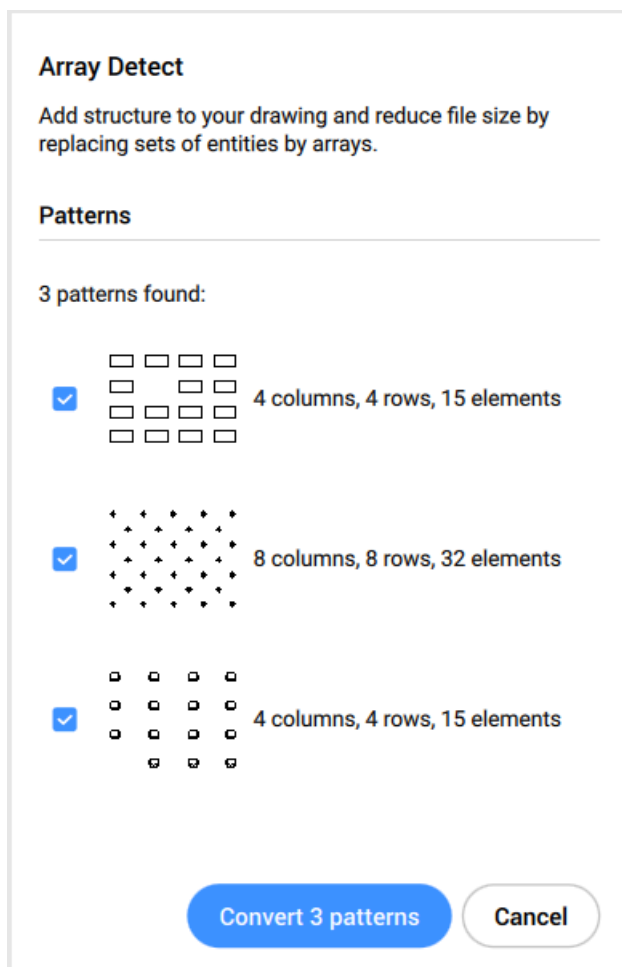 Array Detect
Add structure to your drawing and reduce file size by
replacing sets of entities by arrays.
Patterns
3 patterns found:
4 columns, 4 rows, 15 elements
8 columns, 8 rows, 32 elements
4 columns, 4 rows, 15 elements
Convert 3 patterns
Cancel